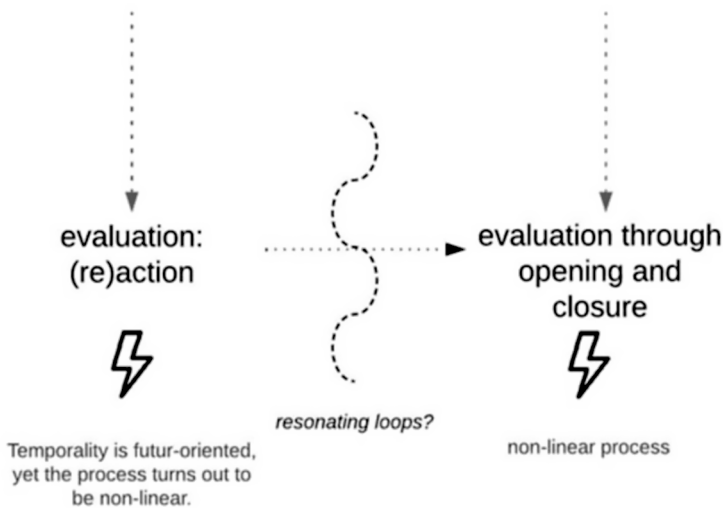 evaluation:
(re)action
evaluation through
opening and
closure
resonating loops?
Temporality is futur-oriented,
yet the process turns out to
be non-linear.
non-linear process